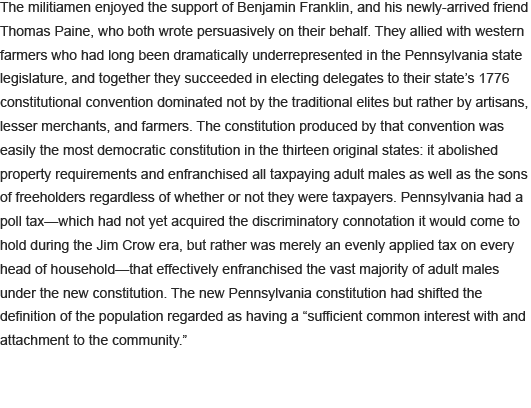 The militiamen enjoyed the support of Benjamin Franklin, and his newly-arrived friend
Thomas Paine, who both wrote persuasively on their behalf. They allied with western
farmers who had long been dramatically underrepresented in the Pennsylvania state
legislature, and together they succeeded in electing delegates to their state’s 1776
constitutional convention dominated not by the traditional elites but rather by artisans,
lesser merchants, and farmers. The constitution produced by that convention was
easily the most democratic constitution in the thirteen original states: it abolished
property requirements and enfranchised all taxpaying adult males as well as the sons
of freeholders regardless of whether or not they were taxpayers. Pennsylvania had a
poll tax—which had not yet acquired the discriminatory connotation it would come to
hold during the Jim Crow era, but rather was merely an evenly applied tax on every
head of household—that effectively enfranchised the vast majority of adult males
under the new constitution. The new Pennsylvania constitution had shifted the
definition of the population regarded as having a “sufficient common interest with and
attachment to the community.”